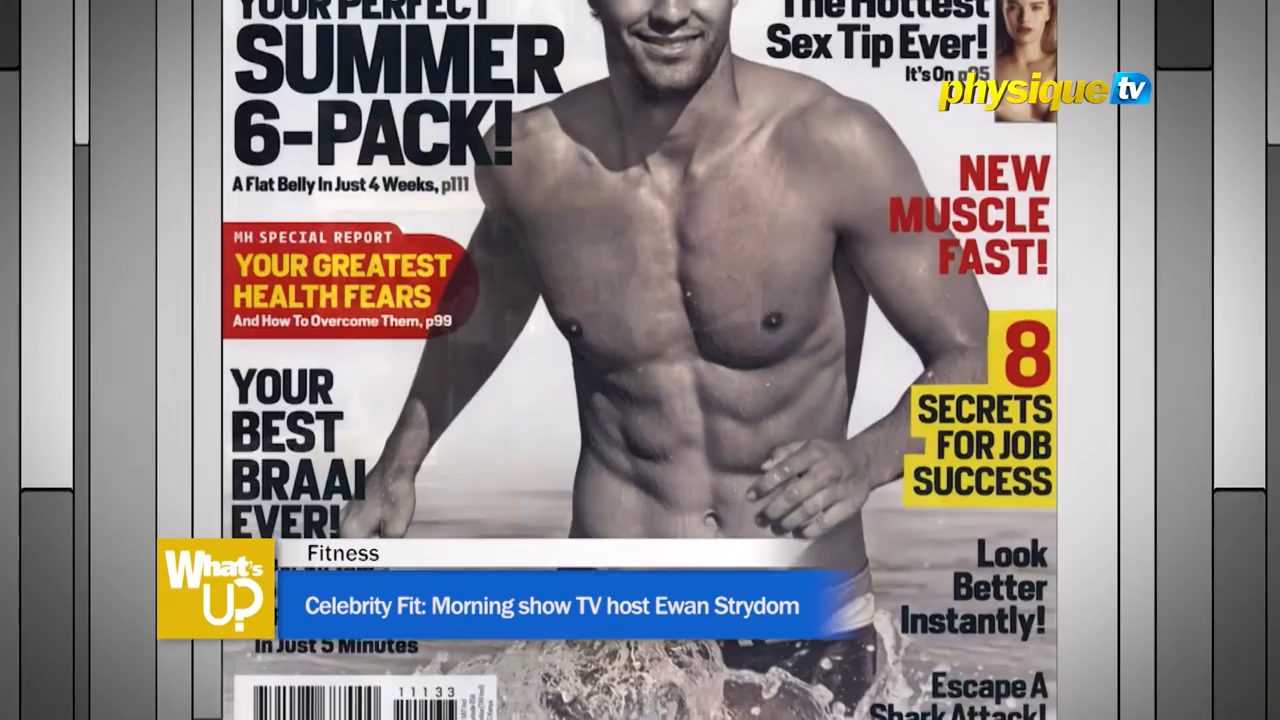 YOUR PERFECT
SUMMER
6-PACK!
A Flat Belly In Just 4 Weeks, p111
MH SPECIAL REPORT
YOUR GREATEST
HEALTH FEARS
And How To Overcome Them, p99
YOUR
BEST
BRAAI
EVER!
In Just 5 Minutes
11133
The Hottest
Sex Tip Ever!
It's On p95
physique tv
NEW
MUSCLE
FAST!
8
SECRETS
FOR JOB
SUCCESS
Look
Better
Instantly!
Escape A
Shark Attack!
What's
UP?
Fitness
Celebrity Fit: Morning show TV host Ewan Strydom